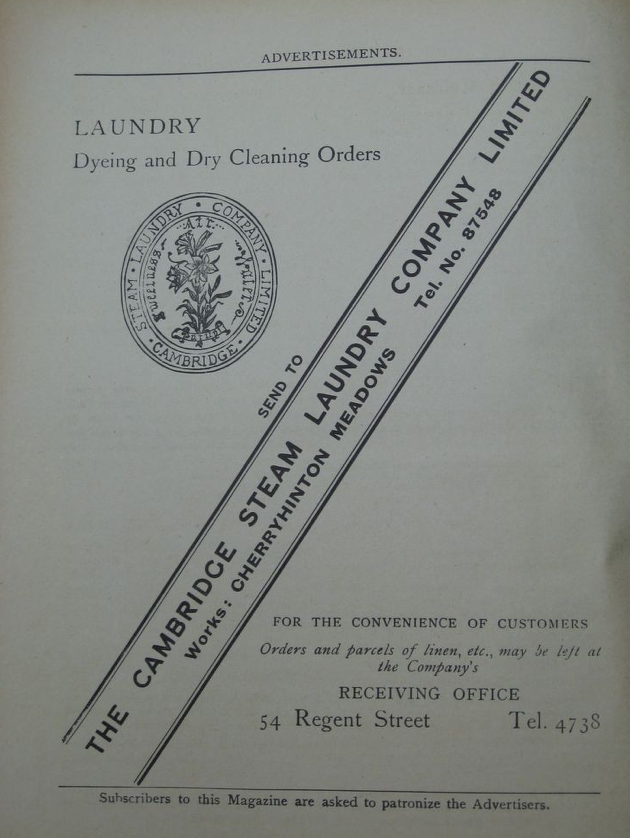 ADVERTISEMENTS.
LAUNDRY
Dyeing and Dry Cleaning Orders
STEAM • LAUNDRY • COMPANY • LIMITED
• CAMBRIDGE •
Sweetness
Air
SEND TO
THE CAMBRIDGE STEAM LAUNDRY COMPANY LIMITED
Works: CHERRYHINTON MEADOWS Tel. No. 87548
FOR THE CONVENIENCE OF CUSTOMERS
Orders and parcels of linen, etc., may be left at
the Company's
RECEIVING OFFICE
54 Regent Street Tel. 4738
Subscribers to this Magazine are asked to patronize the Advertisers.